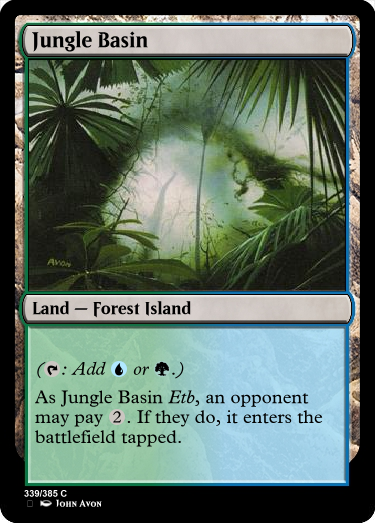 Jungle Basin
AVON
Land — Forest Island
(T: Add U or G.)
As Jungle Basin Etb, an opponent
may pay 2. If they do, it enters the
battlefield tapped.
339/385 C
John Avon